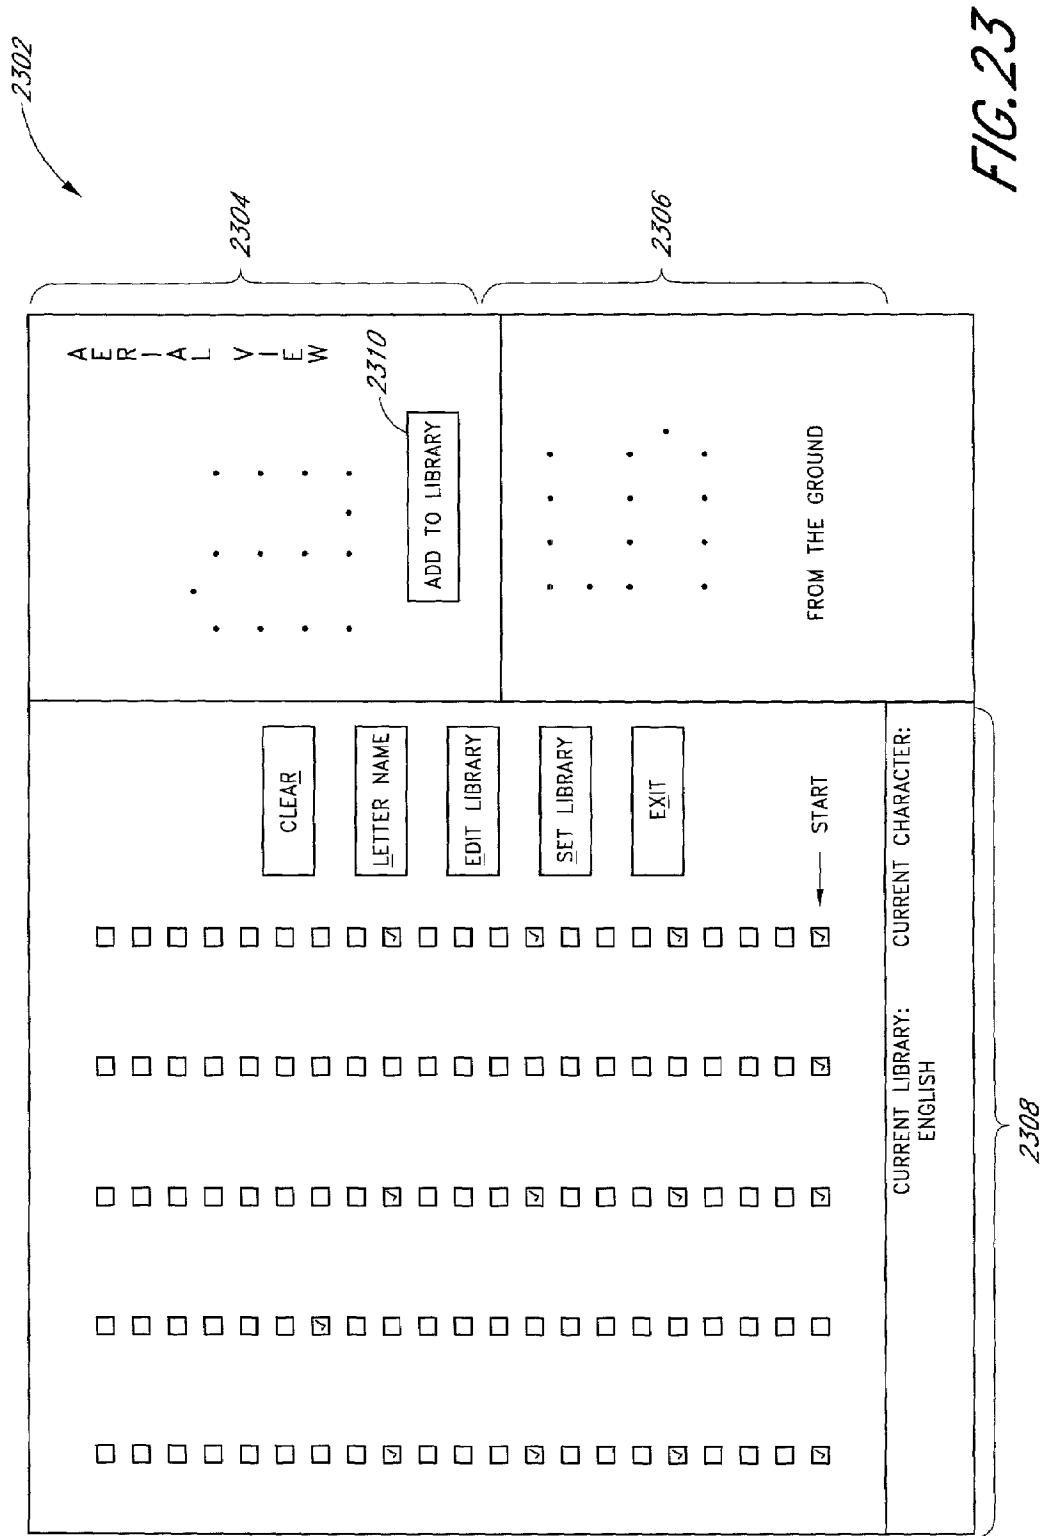 2302
2304
AERIAL VIEW
2310
ADD TO LIBRARY
2306
FROM THE GROUND
CLEAR
LETTER NAME
EDIT LIBRARY
SET LIBRARY
EXIT
START
CURRENT LIBRARY: CURRENT CHARACTER:
ENGLISH
2308
FIG. 23